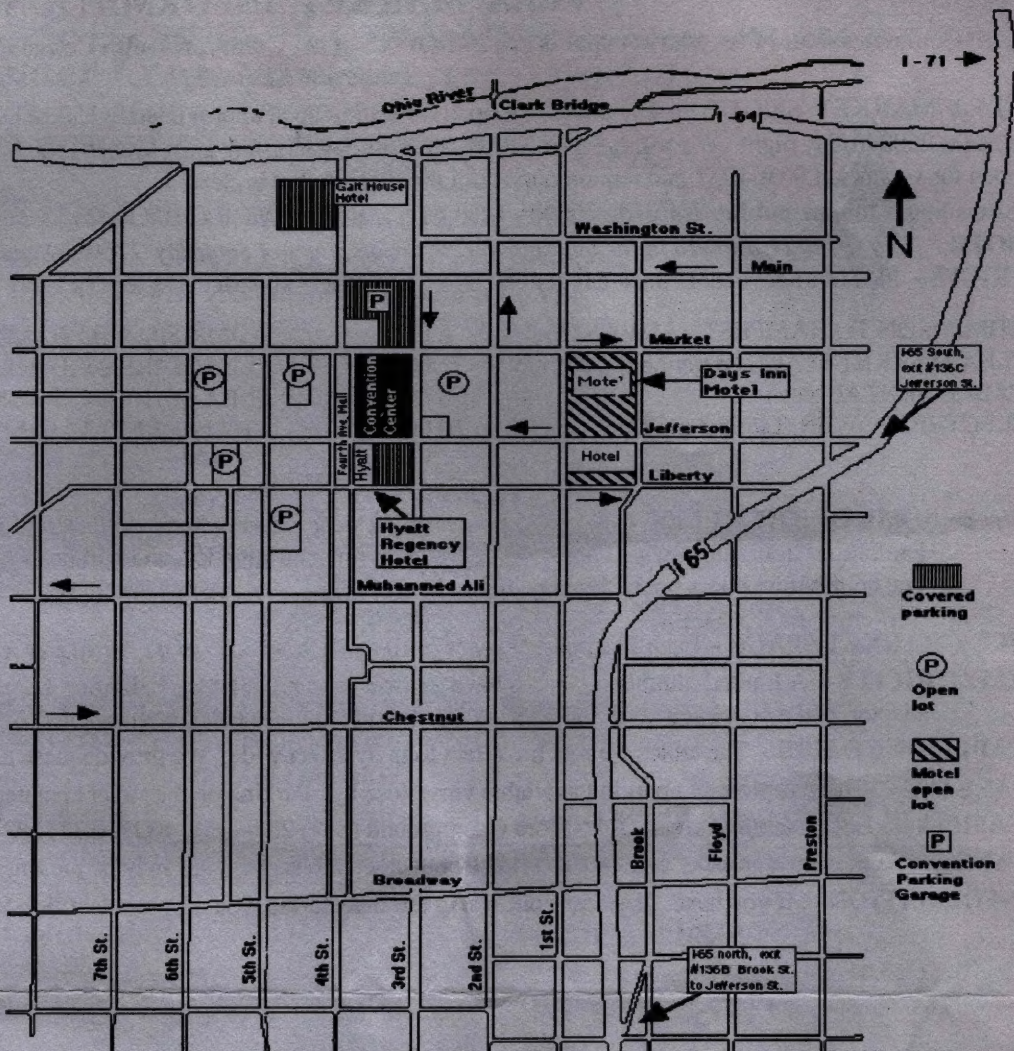 I - 71
Ohio River
Clark Bridge
I -64
Galt House
Hotel
N
Washington St.
Main
P
Market
I-65 South,
exit #136C
Jefferson St.
P
P
P
Convention
Center
Motel
Days Inn
Motel
Fourth Ave. Mall
Jefferson
P
Hyatt
Hotel
Liberty
P
Hyatt
Regency
Hotel
I 65
Muhammed Ali
Covered
parking
P
Open
lot
Chestnut
Motel
open
lot
P
Convention
Parking
Garage
Brook
Floyd
Preston
Broadway
7th St.
6th St.
5th St.
4th St.
3rd St.
2nd St.
1st St.
I-65 north, exit
#136B Brook St.
to Jefferson St.